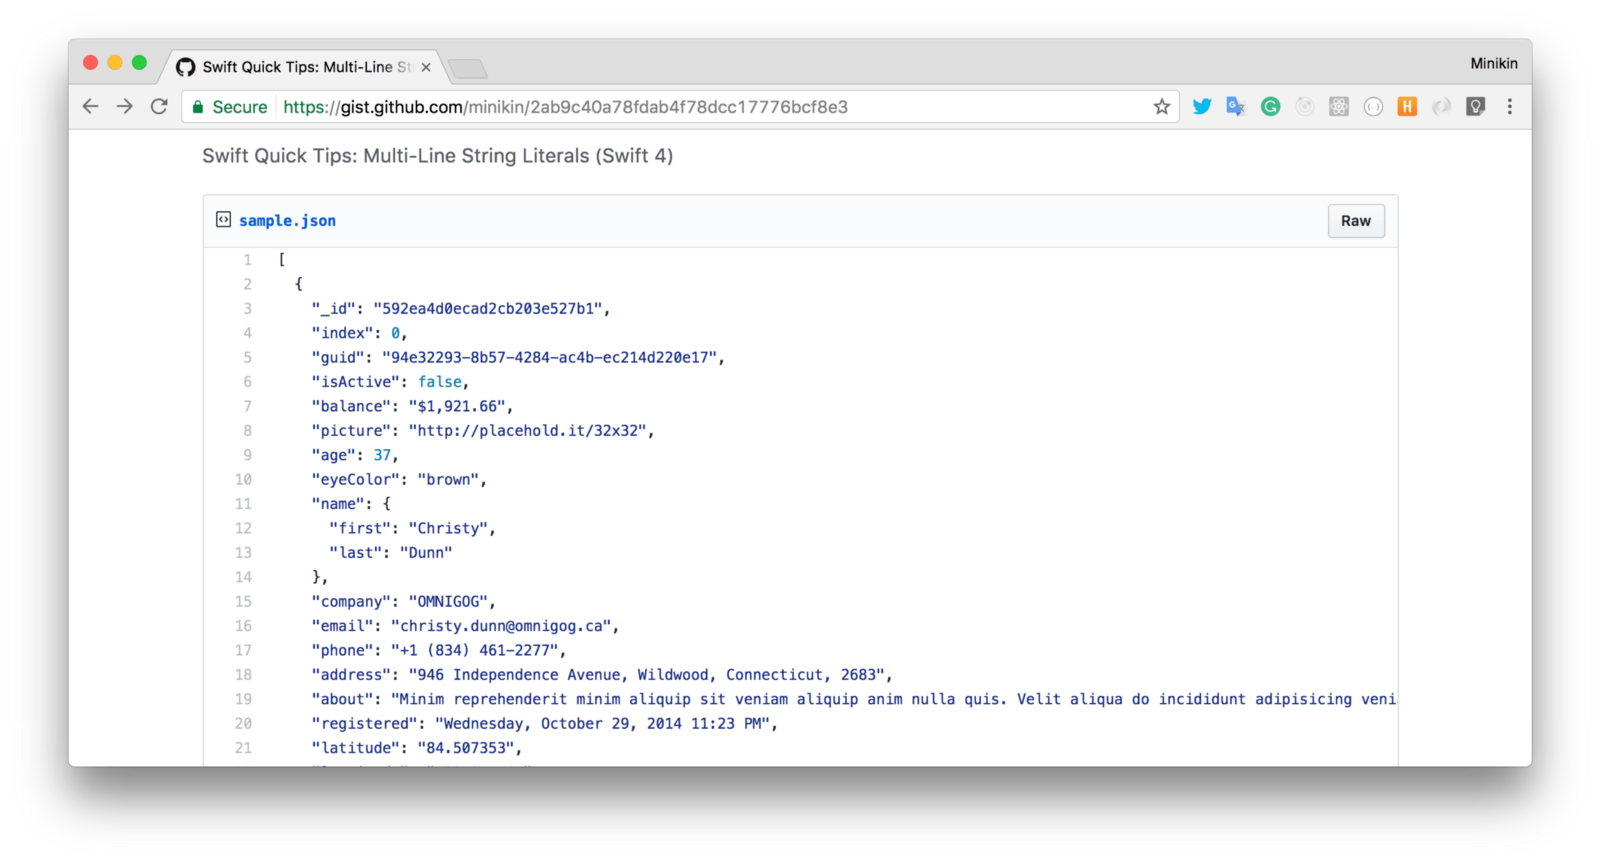 Swift Quick Tips: Multi-Line St
Minikin
Secure https://gist.github.com/minikin/2ab9c40a78fdab4f78dcc17776bcf8e3
Swift Quick Tips: Multi-Line String Literals (Swift 4)
sample.json
Raw
1 [
2 {
3 "_id": "592ea4d0ecad2cb203e527b1",
4 "index": 0,
5 "guid": "94e32293-8b57-4284-ac4b-ec214d220e17",
6 "isActive": false,
7 "balance": "$1,921.66",
8 "picture": "http://placehold.it/32x32",
9 "age": 37,
10 "eyeColor": "brown",
11 "name": {
12 "first": "Christy",
13 "last": "Dunn"
14 },
15 "company": "OMNIGOG",
16 "email": "christy.dunn@omnigog.ca",
17 "phone": "+1 (834) 461-2277",
18 "address": "946 Independence Avenue, Wildwood, Connecticut, 2683",
19 "about": "Minim reprehenderit minim aliquip sit veniam aliquip anim nulla quis. Velit aliqua do incididunt adipisicing veni
20 "registered": "Wednesday, October 29, 2014 11:23 PM",
21 "latitude": "84.507353",